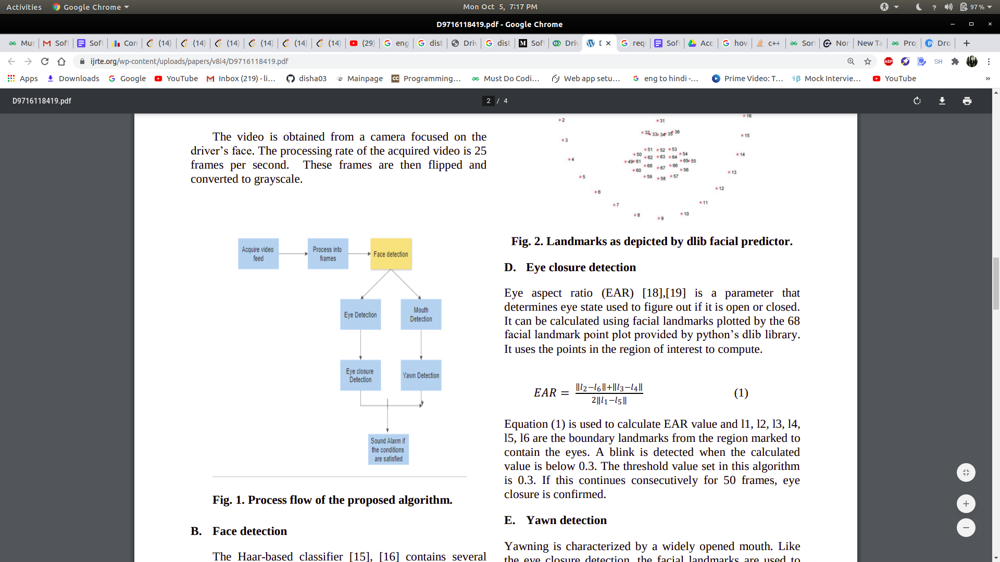 Activities Google Chrome Mon Oct 5, 7:17 PM ? 97%
D9716118419.pdf - Google Chrome
Mus Soft Soft Con (14) (14) (14) (14) (14) (14) (29) eng dist Driv dist Sof Driv D req Soft Acc how c++ Sort Nor New Ta Pro Dro
ijrte.org/wp-content/uploads/papers/v8i4/D9716118419.pdf ABP SH
Apps Downloads Google YouTube Inbox (219) - li... disha03 Mainpage CC Programming... Must Do Codi... Web app setu... eng to hindi -... Prime Video: T... iB Mock Intervie... YouTube »
D9716118419.pdf 2 / 4
The video is obtained from a camera focused on the
driver’s face. The processing rate of the acquired video is 25
frames per second. These frames are then flipped and
converted to grayscale.
Acquire video
feed
Process into
frames
Face detection
Eye Detection
Mouth
Detection
Eye closure
Detection
Yawn Detection
Sound Alarm if
the conditions
are satisfied
Fig. 1. Process flow of the proposed algorithm.
B. Face detection
The Haar-based classifier [15], [16] contains several
2 31 16
32 33 34 35 36 15
3
51 52 53
50 62 63 64 54 14
4 49 61 65 55
68 67 66
60 56 13
5 59 58 57
6 12
7 11
8 9 10
Fig. 2. Landmarks as depicted by dlib facial predictor.
D. Eye closure detection
Eye aspect ratio (EAR) [18],[19] is a parameter that
determines eye state used to figure out if it is open or closed.
It can be calculated using facial landmarks plotted by the 68
facial landmark point plot provided by python’s dlib library.
It uses the points in the region of interest to compute.
EAR = ‖l2−l6‖+‖l3−l4‖ / 2‖l1−l5‖ (1)
Equation (1) is used to calculate EAR value and l1, l2, l3, l4,
l5, l6 are the boundary landmarks from the region marked to
contain the eyes. A blink is detected when the calculated
value is below 0.3. The threshold value set in this algorithm
is 0.3. If this continues consecutively for 50 frames, eye
closure is confirmed.
E. Yawn detection
Yawning is characterized by a widely opened mouth. Like
the eye closure detection, the facial landmarks are used to